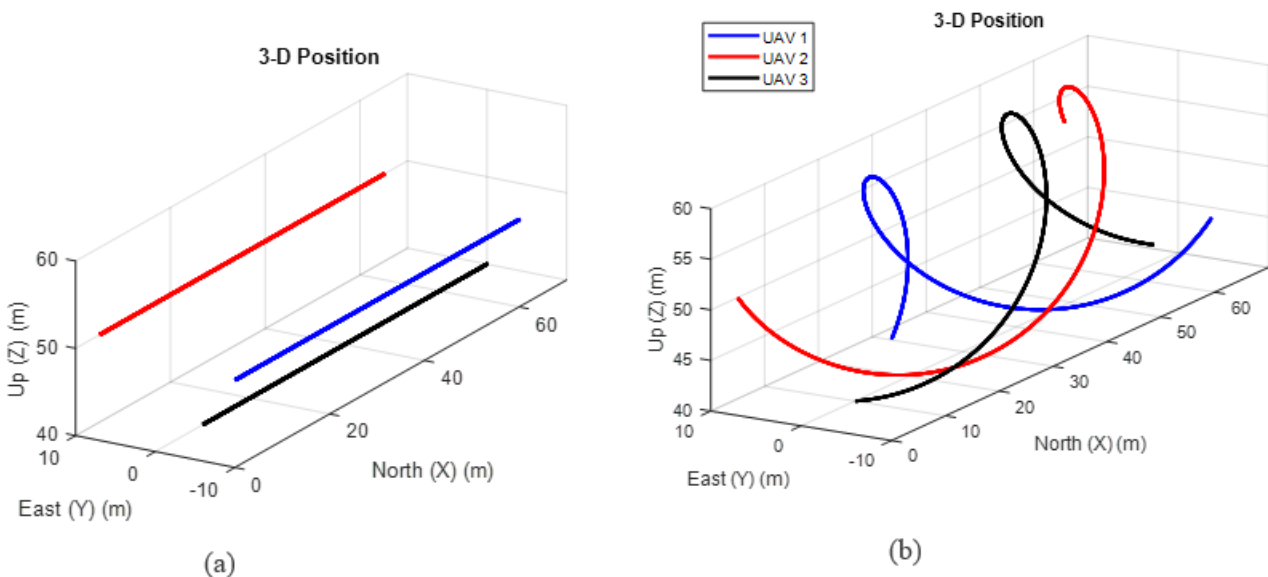 3-D Position
60
50
40
10
0
-10
0
20
40
60
Up (Z) (m)
East (Y) (m)
North (X) (m)
(a)
UAV 1
UAV 2
UAV 3
3-D Position
60
55
50
45
40
10
0
-10
0
10
20
30
40
50
60
Up (Z) (m)
East (Y) (m)
North (X) (m)
(b)